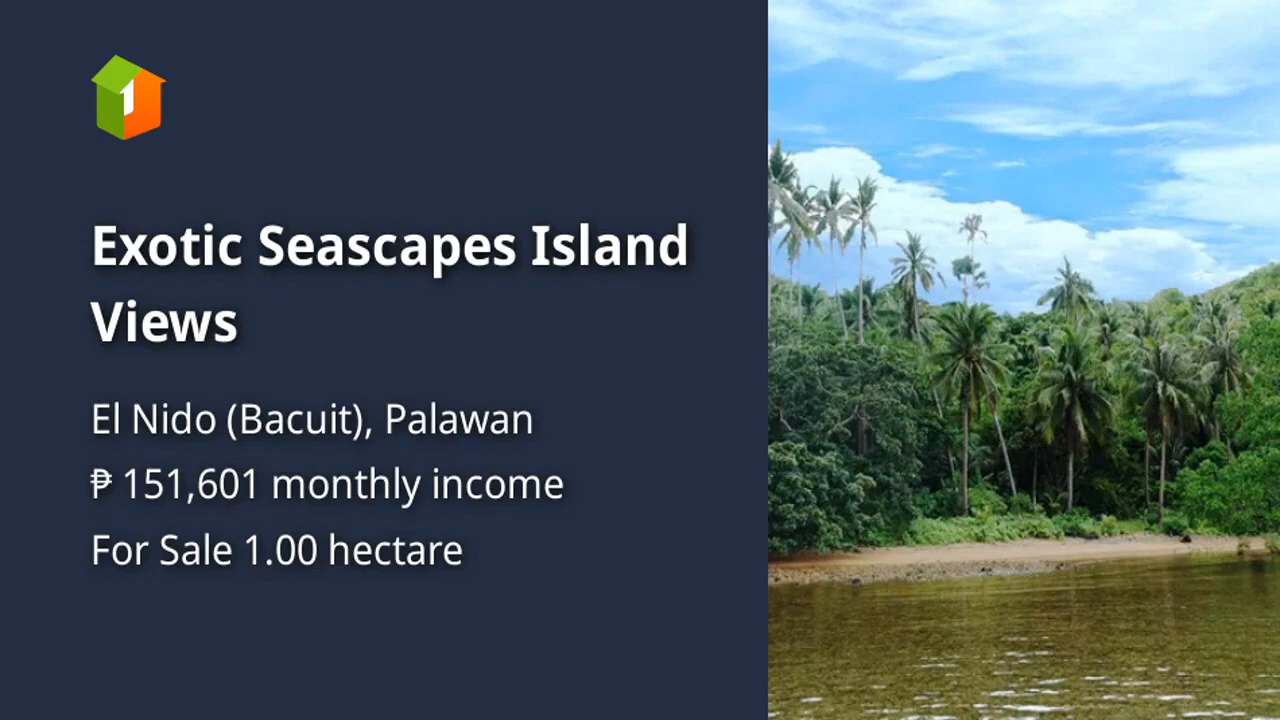 Exotic Seascapes Island
Views
El Nido (Bacuit), Palawan
₱ 151,601 monthly income
For Sale 1.00 hectare